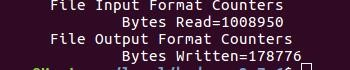 File Input Format Counters
Bytes Read=1008950
File Output Format Counters
Bytes Written=178776